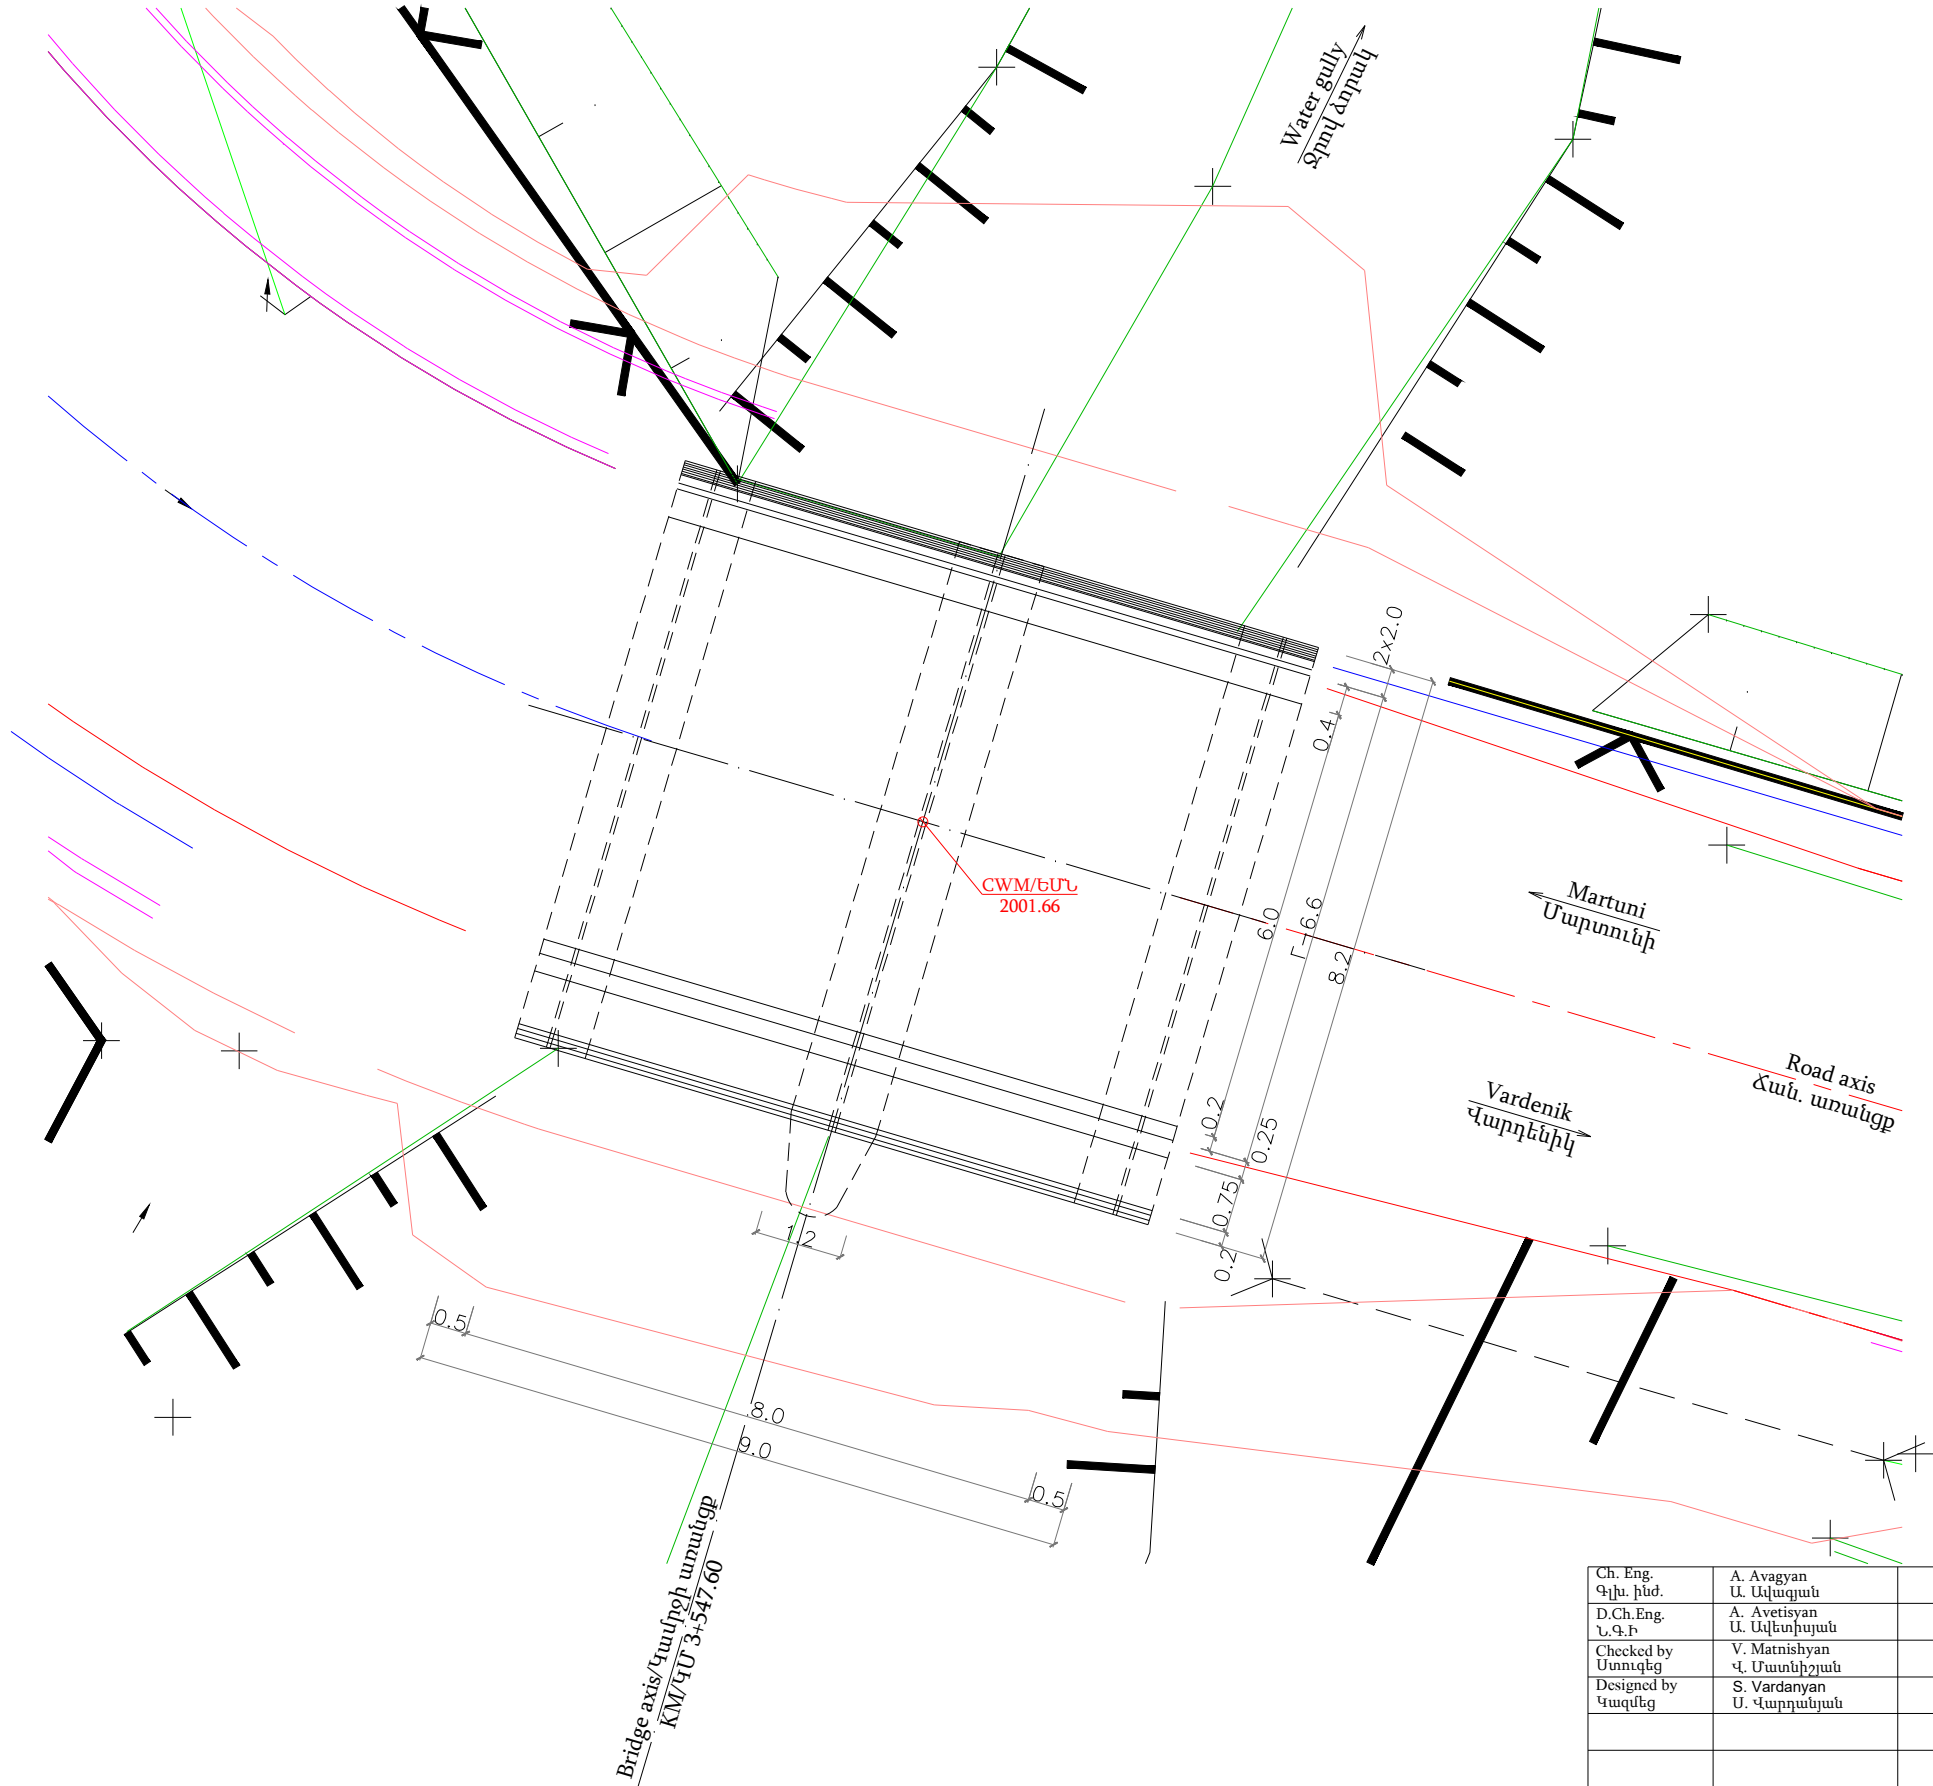 Water gully
Ջրով ձորակ
2x2.0
0.4
CWM/ԵՄՆ
2001.66
6.0
Г-6.6
8.2
Martuni
Մարտունի
Road axis
Ճան. առանցք
Vardenik
Վարդենիկ
0.2
0.25
0.75
0.2
1.2
0.5
8.0
9.0
0.5
Bridge axis/Կամրջի առանցք
KM/ԿՄ 3+547.60
Ch. Eng.
Գլխ. ինժ.
A. Avagyan
Ա. Ավագյան
D.Ch.Eng.
Ն.Գ.Ի
A. Avetisyan
Ա. Ավետիսյան
Checked by
Ստուգեց
V. Matnishyan
Վ. Մատնիշյան
Designed by
Կազմեց
S. Vardanyan
Ս. Վարդանյան